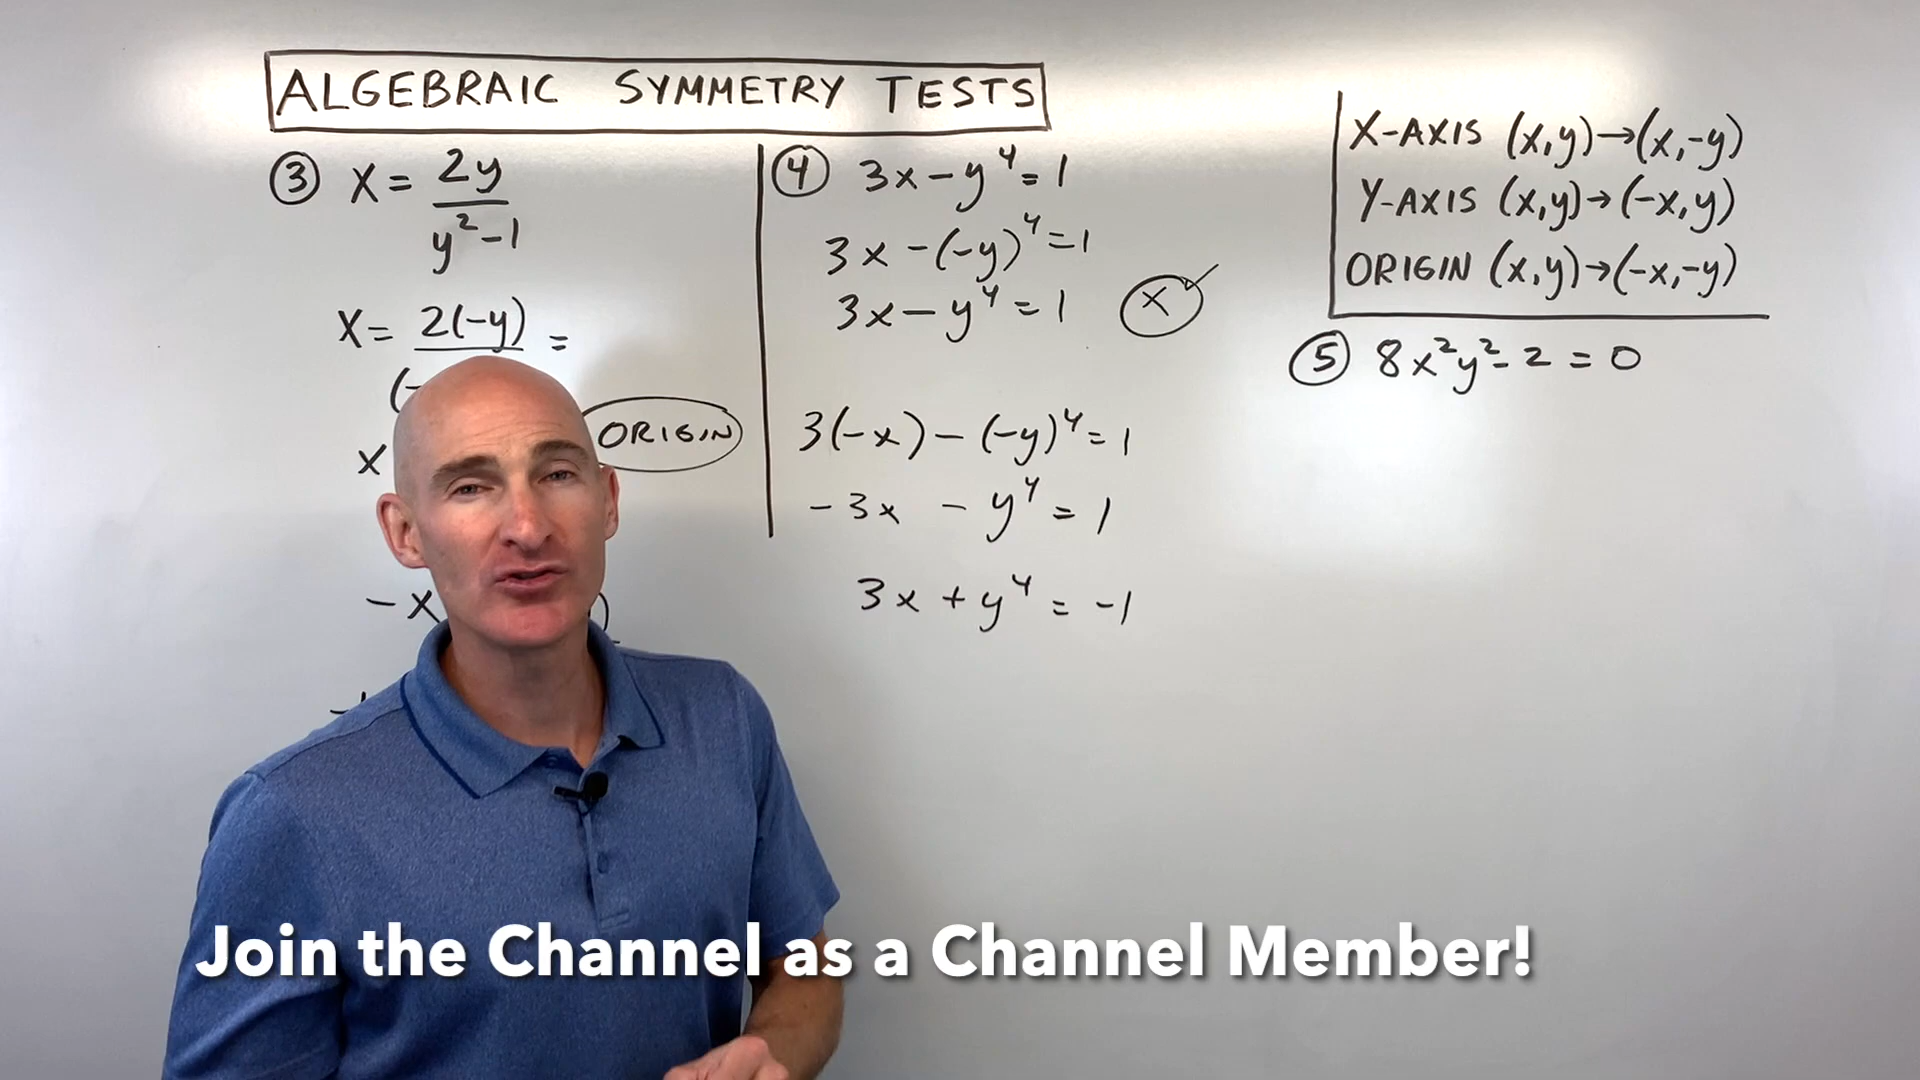 ALGEBRAIC SYMMETRY TESTS
③ x = 2y
y² - 1
x = 2(-y) =
(-
x
ORIGIN
-x )
④ 3x - y⁴ = 1
3x - (-y)⁴ = 1
3x - y⁴ = 1 x ✓
3(-x) - (-y)⁴ = 1
-3x - y⁴ = 1
3x + y⁴ = -1
X-AXIS (x,y)→(x,-y)
Y-AXIS (x,y)→(-x,y)
ORIGIN (x,y)→(-x,-y)
⑤ 8x²y² - 2 = 0
Join the Channel as a Channel Member!